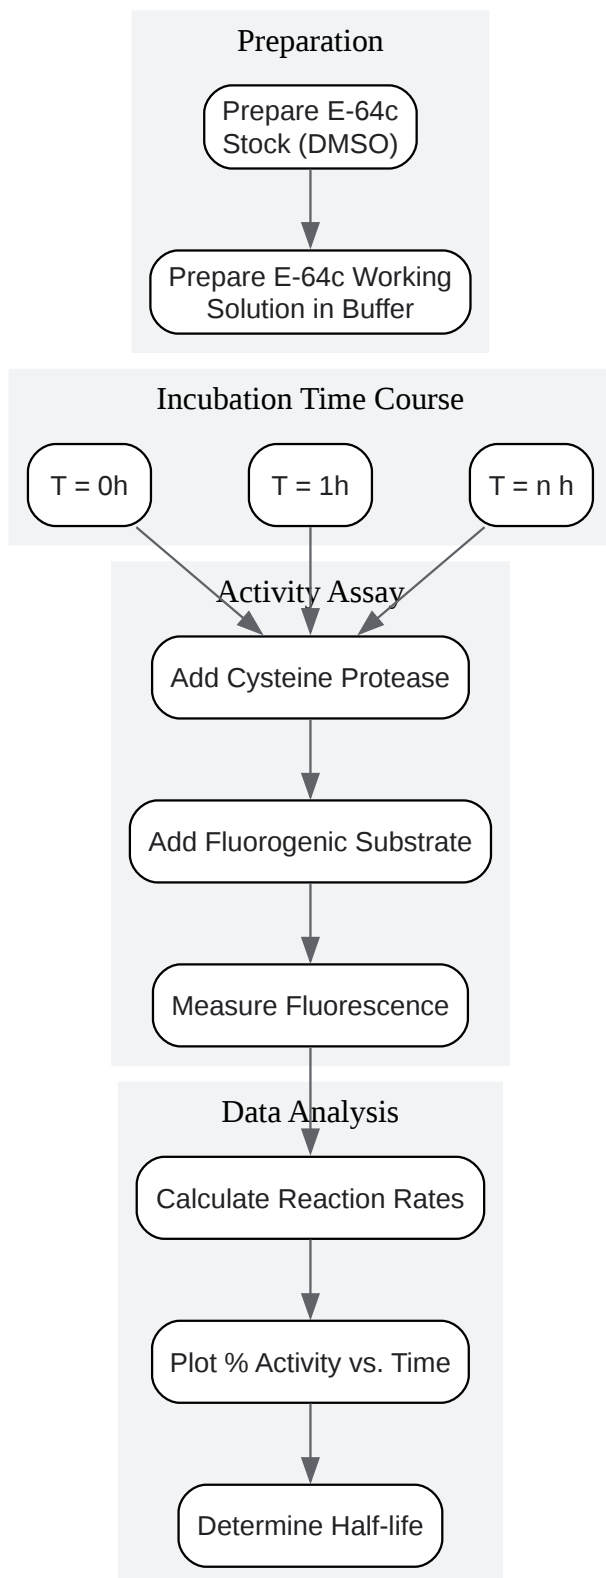 Preparation
Prepare E-64c
Stock (DMSO)
Prepare E-64c Working
Solution in Buffer
Incubation Time Course
T = 0h
T = 1h
T = n h
Activity Assay
Add Cysteine Protease
Add Fluorogenic Substrate
Measure Fluorescence
Data Analysis
Calculate Reaction Rates
Plot % Activity vs. Time
Determine Half-life